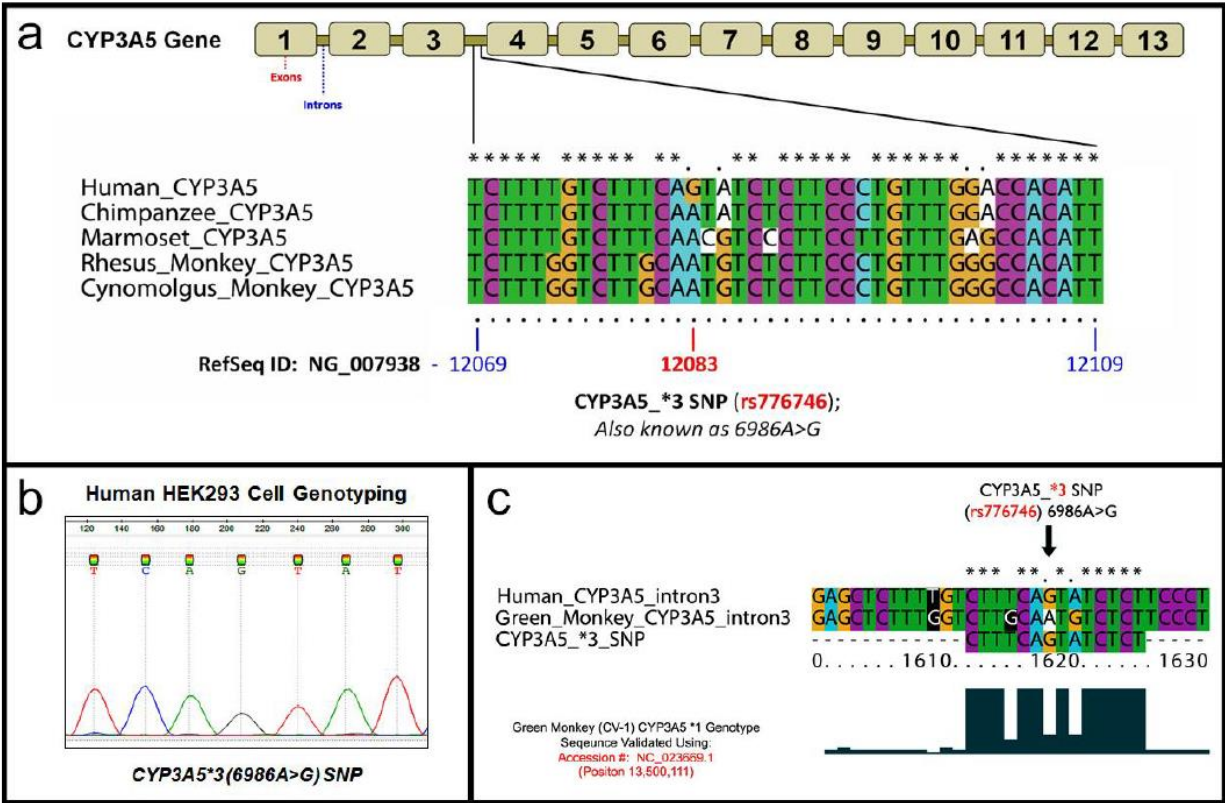 a
CYP3A5 Gene
1 2 3 4 5 6 7 8 9 10 11 12 13
Exons
Introns
***** ***** **. . ** ***** ******. . *******
Human_CYP3A5 TCTTTTGTCTTTCAGTATCTCTTCCCTGTTTGGACCACATT
Chimpanzee_CYP3A5 TCTTTTGTCTTTCAATATCTCTTCCCTGTTTGGACCACATT
Marmoset_CYP3A5 TCTTTTGTCTTTCAACGTCCCTTCCTTGTTTGAGCCACATT
Rhesus_Monkey_CYP3A5 TCTTTGGTCTTGCAATGTCTCTTCCCTGTTTGGGCCACATT
Cynomolgus_Monkey_CYP3A5 TCTTTGGTCTTGCAATGTCTCTTCCCTGTTTGGGCCACATT
RefSeq ID: NG_007938 - 12069 12083 12109
CYP3A5_*3 SNP (rs776746);
Also known as 6986A>G
b
Human HEK293 Cell Genotyping
120 140 160 180 200 220 240 260 280 300
T C A G T A T
CYP3A5*3(6986A>G) SNP
c
CYP3A5_*3 SNP
(rs776746) 6986A>G
*** **.*. *****
Human_CYP3A5_intron3 GAGCTCTTTTGTCTTTCAGTATCTCTTCCCT
Green_Monkey_CYP3A5_intron3 GAGCTCTTTGGTCTTGCAATGTCTCTTCCCT
CYP3A5_*3_SNP ------------CTTTCAGTATCTCT-----
0.......1610.........1620.........1630
Green Monkey (CV-1) CYP3A5 *1 Genotype
Seqeunce Validated Using:
Accession #: NC_023669.1
(Positon 13,500,111)